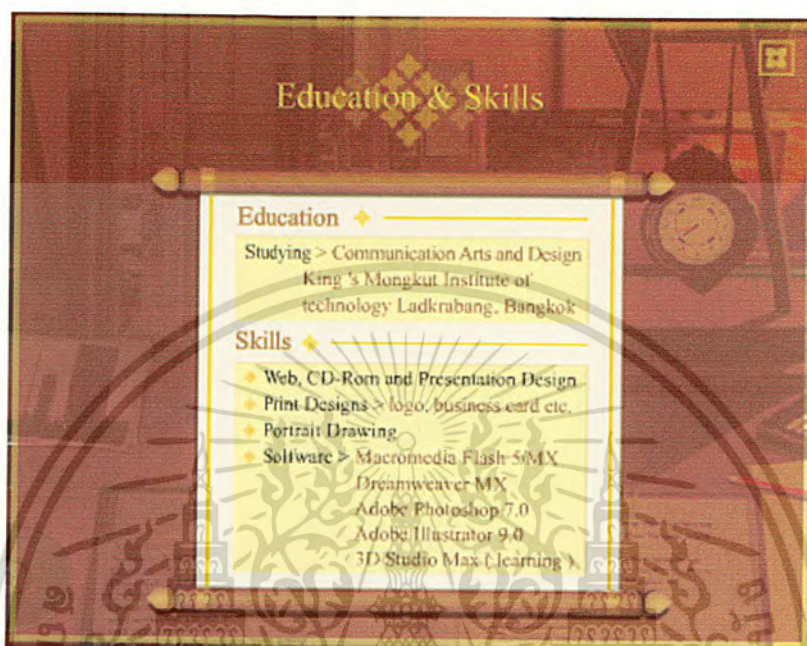 Education & Skills
Education
Studying > Communication Arts and Design
King 's Mongkut Institute of
technology Ladkrabang, Bangkok
Skills
Web, CD-Rom and Presentation Design
Print Designs > logo, business card etc.
Portrait Drawing
Software > Macromedia Flash 5/MX
Dreamweaver MX
Adobe Photoshop 7.0
Adobe Illustrator 9.0
3D Studio Max ( learning )